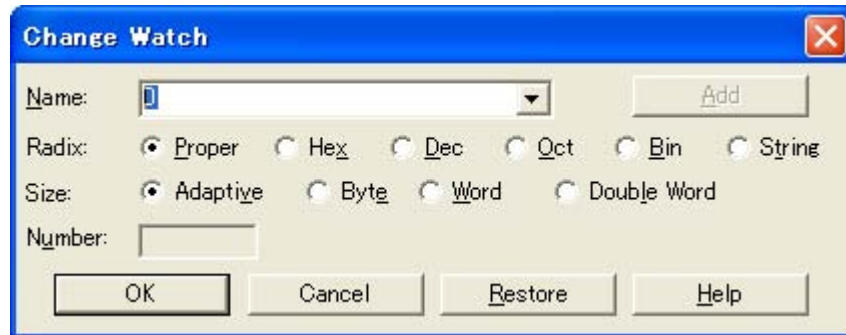 Change Watch
Name: Add
Radix: Proper Hex Dec Oct Bin String
Size: Adaptive Byte Word Double Word
Number:
OK Cancel Restore Help